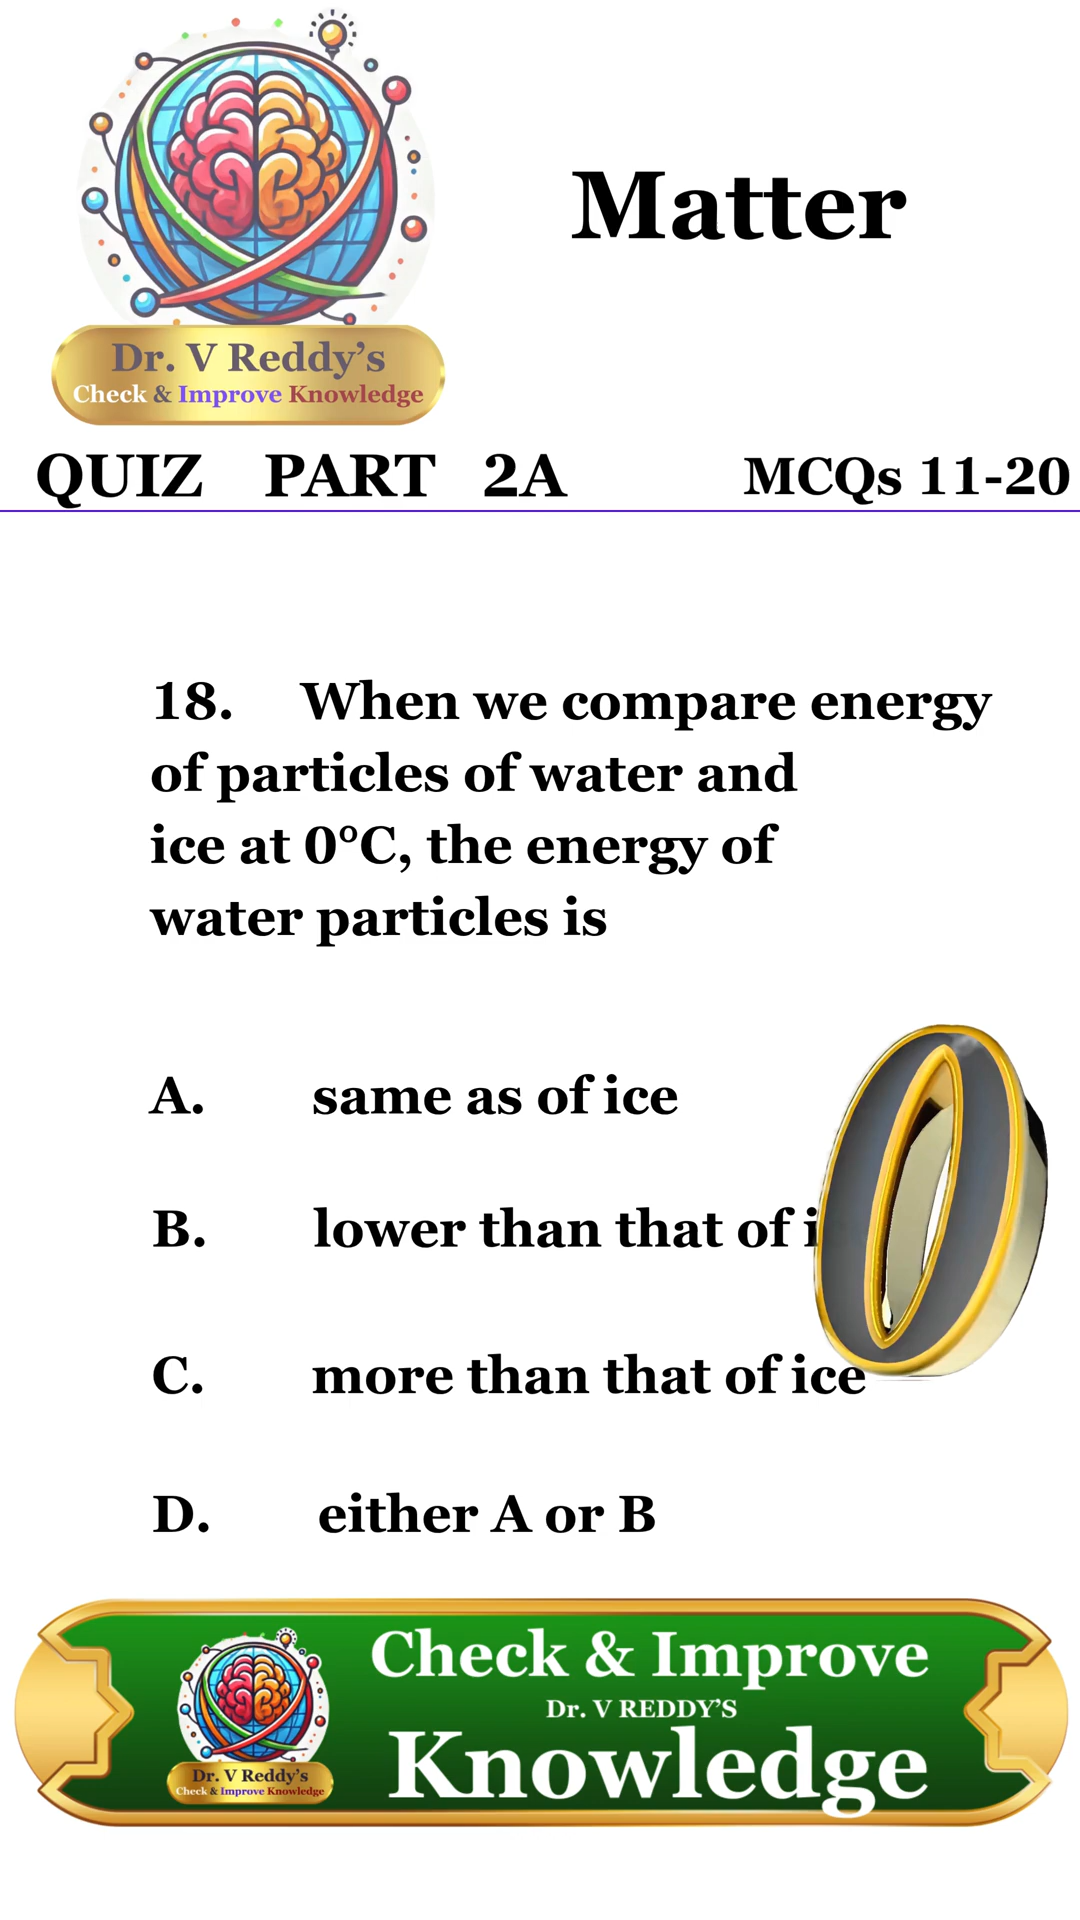 Matter
Dr. V Reddy's
Check & Improve Knowledge
QUIZ PART 2A MCQs 11-20
18. When we compare energy
of particles of water and
ice at 0°C, the energy of
water particles is
A. same as of ice
B. lower than that of
C. more than that of ice
D. either A or B
0
Check & Improve
Dr. V REDDY'S
Knowledge
Dr. V Reddy's
Check & Improve Knowledge